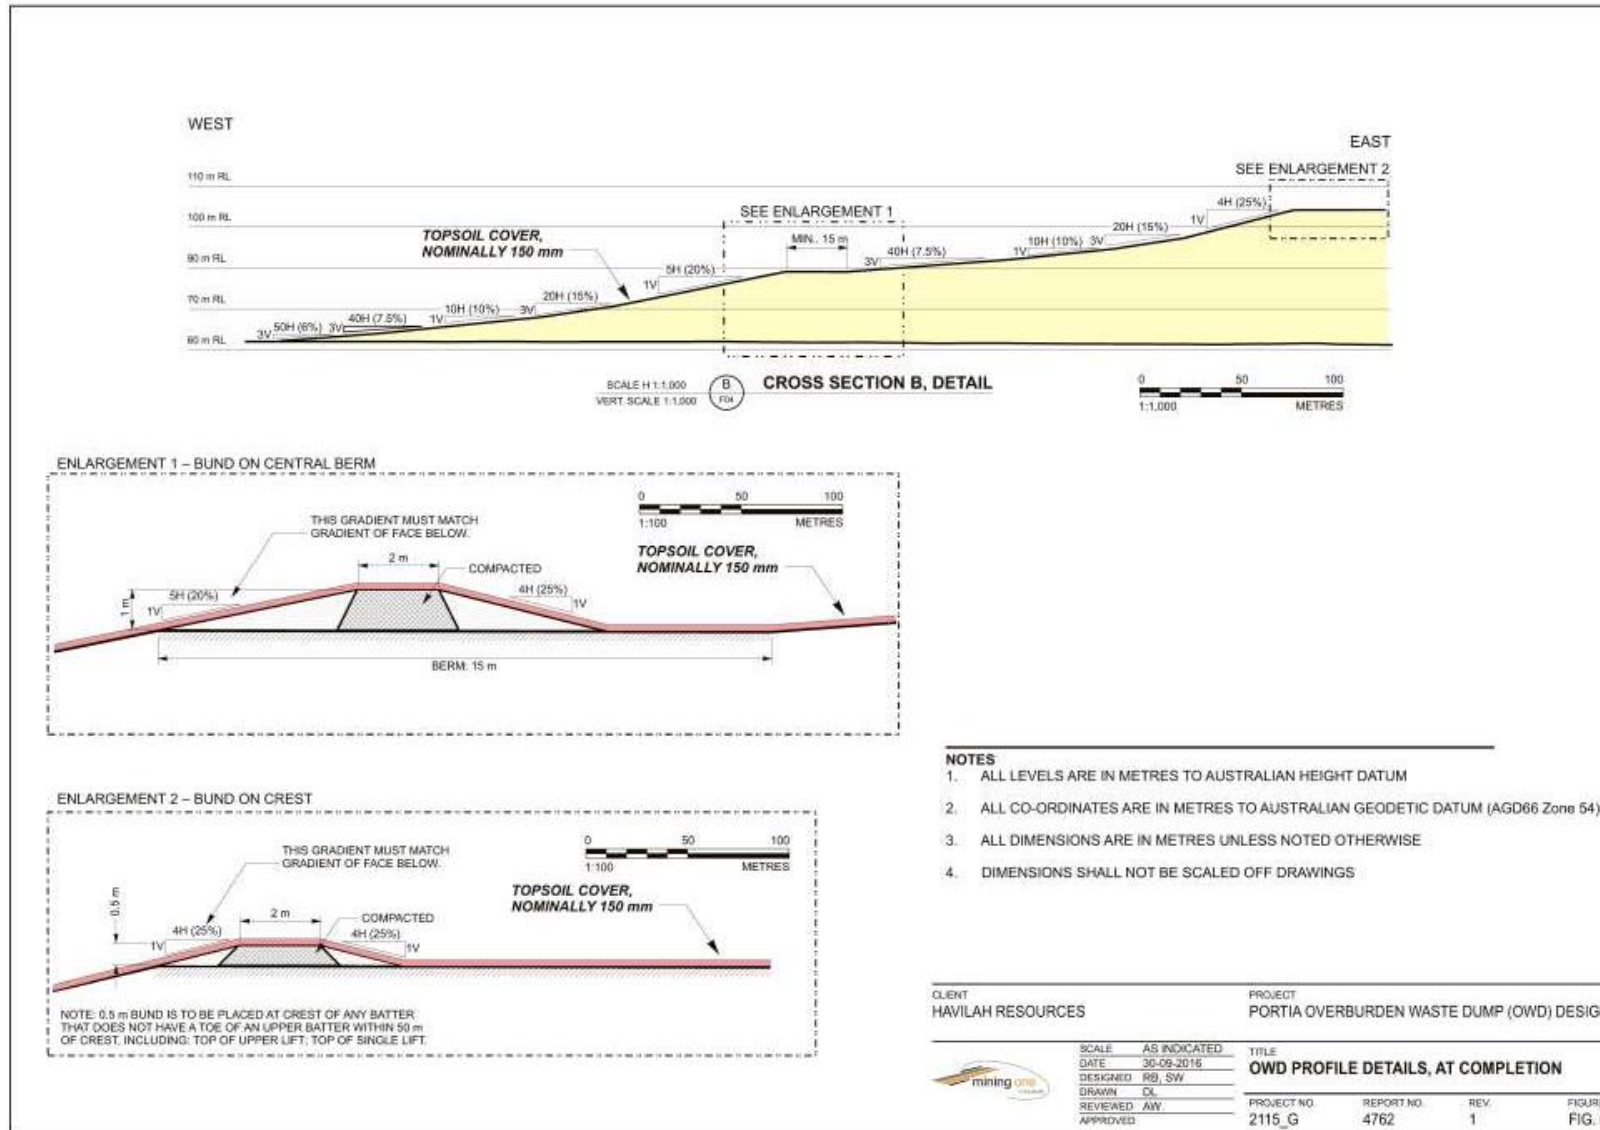 WEST
EAST
SEE ENLARGEMENT 2
110 m RL
100 m RL
90 m RL
70 m RL
60 m RL
SEE ENLARGEMENT 1
TOPSOIL COVER,
NOMINALLY 150 mm
MIN.. 15 m
3V
50H (6%)
3V
40H (7.5%)
1V
10H (10%)
3V
20H (15%)
1V
5H (20%)
3V
40H (7.5%)
1V
10H (10%)
3V
20H (15%)
1V
4H (25%)
SCALE H 1:1,000
VERT. SCALE 1:1,000
B
F04
CROSS SECTION B, DETAIL
0 50 100
1:1,000 METRES
ENLARGEMENT 1 – BUND ON CENTRAL BERM
THIS GRADIENT MUST MATCH
GRADIENT OF FACE BELOW.
0 50 100
1:100 METRES
TOPSOIL COVER,
NOMINALLY 150 mm
2 m
COMPACTED
1 m
1V
5H (20%)
4H (25%)
1V
BERM: 15 m
ENLARGEMENT 2 - BUND ON CREST
THIS GRADIENT MUST MATCH
GRADIENT OF FACE BELOW.
0 50 100
1:100 METRES
TOPSOIL COVER,
NOMINALLY 150 mm
0.5 m
2 m
COMPACTED
1V
4H (25%)
4H (25%)
1V
NOTE: 0.5 m BUND IS TO BE PLACED AT CREST OF ANY BATTER
THAT DOES NOT HAVE A TOE OF AN UPPER BATTER WITHIN 50 m
OF CREST, INCLUDING: TOP OF UPPER LIFT; TOP OF SINGLE LIFT.
NOTES
1. ALL LEVELS ARE IN METRES TO AUSTRALIAN HEIGHT DATUM
2. ALL CO-ORDINATES ARE IN METRES TO AUSTRALIAN GEODETIC DATUM (AGD66 Zone 54)
3. ALL DIMENSIONS ARE IN METRES UNLESS NOTED OTHERWISE
4. DIMENSIONS SHALL NOT BE SCALED OFF DRAWINGS
CLIENT
HAVILAH RESOURCES
PROJECT
PORTIA OVERBURDEN WASTE DUMP (OWD) DESIG
mining one
SCALE AS INDICATED
DATE 30-09-2016
DESIGNED RB, SW
DRAWN DL
REVIEWED AW
APPROVED
TITLE
OWD PROFILE DETAILS, AT COMPLETION
PROJECT NO. REPORT NO. REV. FIGUR
2115_G 4762 1 FIG.